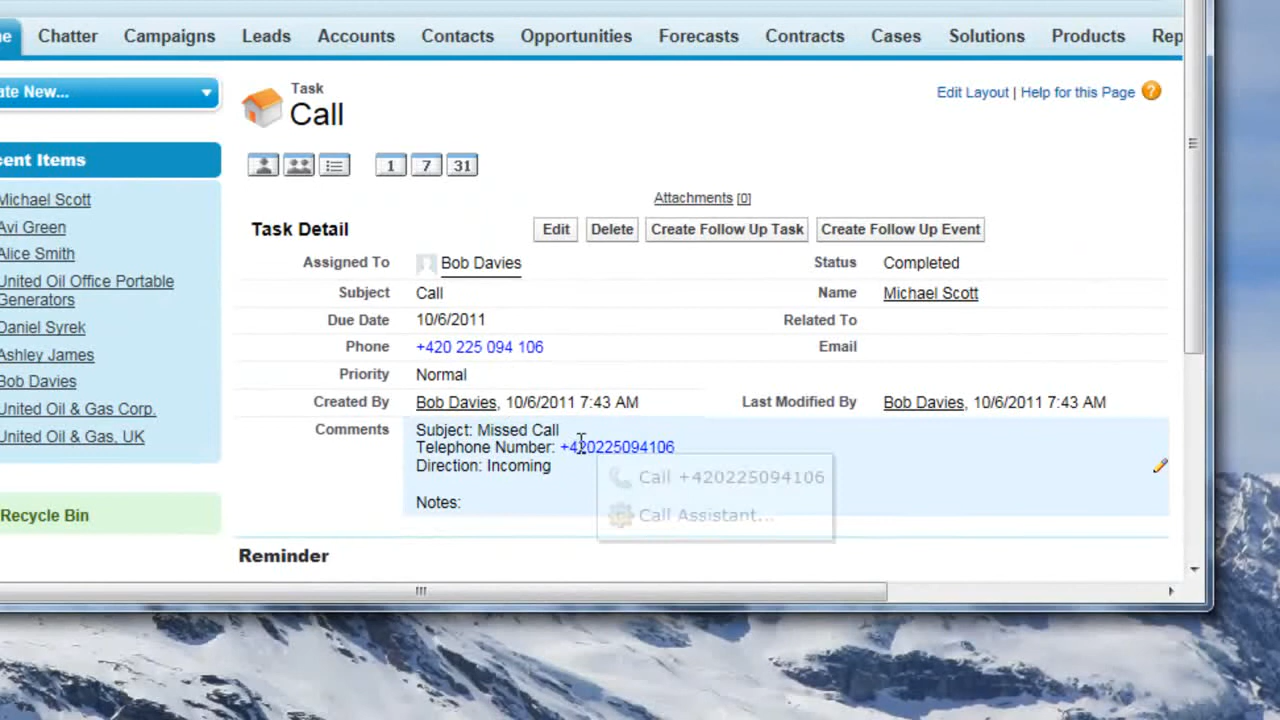 Chatter Campaigns Leads Accounts Contacts Opportunities Forecasts Contracts Cases Solutions Products
Task
Call
Edit Layout | Help for this Page ?
1 7 31
Attachments [0]
Task Detail Edit Delete Create Follow Up Task Create Follow Up Event
Assigned To Bob Davies Status Completed
Subject Call Name Michael Scott
Due Date 10/6/2011 Related To
Phone +420 225 094 106 Email
Priority Normal
Created By Bob Davies, 10/6/2011 7:43 AM Last Modified By Bob Davies, 10/6/2011 7:43 AM
Comments Subject: Missed Call
Telephone Number: +420225094106
Direction: Incoming
Notes:
Call +420225094106
Call Assistant...
Reminder
ate New...
cent Items
Michael Scott
Avi Green
Alice Smith
United Oil Office Portable
Generators
Daniel Syrek
Ashley James
Bob Davies
United Oil & Gas Corp.
United Oil & Gas, UK
Recycle Bin